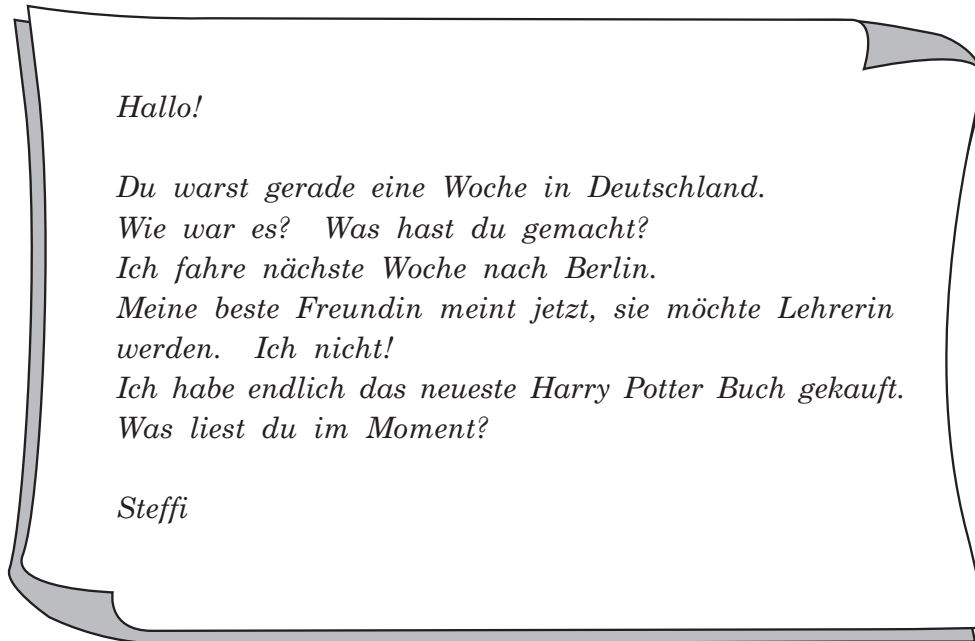 Hallo!
Du warst gerade eine Woche in Deutschland.
Wie war es? Was hast du gemacht?
Ich fahre nächste Woche nach Berlin.
Meine beste Freundin meint jetzt, sie möchte Lehrerin
werden. Ich nicht!
Ich habe endlich das neueste Harry Potter Buch gekauft.
Was liest du im Moment?
Steffi